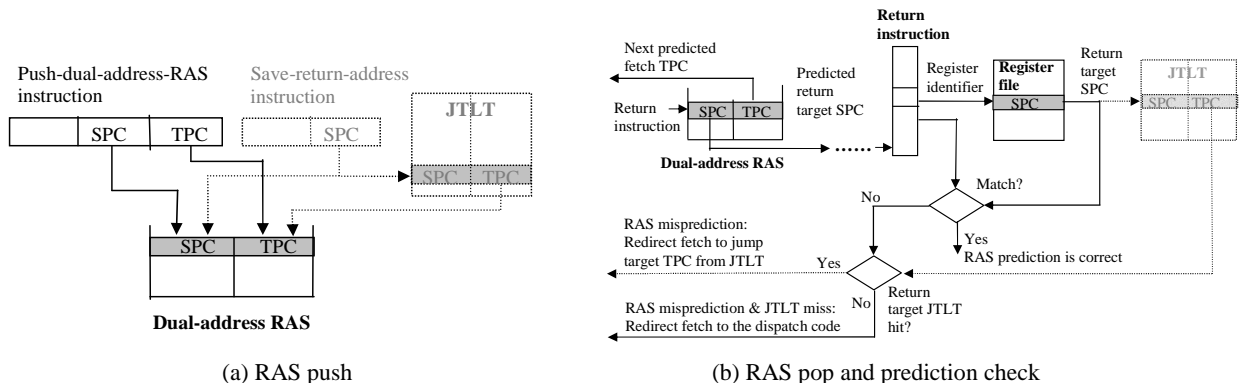 Push-dual-address-RAS
instruction
Save-return-address
instruction
JTLT
SPC
TPC
SPC
SPC
TPC
SPC
TPC
Dual-address RAS
(a) RAS push
Next predicted
fetch TPC
Return
instruction
SPC
TPC
Dual-address RAS
Predicted
return
target SPC
......
Return
instruction
Register
identifier
Register
file
SPC
Return
target
SPC
JTLT
SPC
TPC
Match?
No
Yes
RAS prediction is correct
RAS misprediction:
Redirect fetch to jump
target TPC from JTLT
Yes
No
Return
target JTLT
hit?
RAS misprediction & JTLT miss:
Redirect fetch to the dispatch code
(b) RAS pop and prediction check